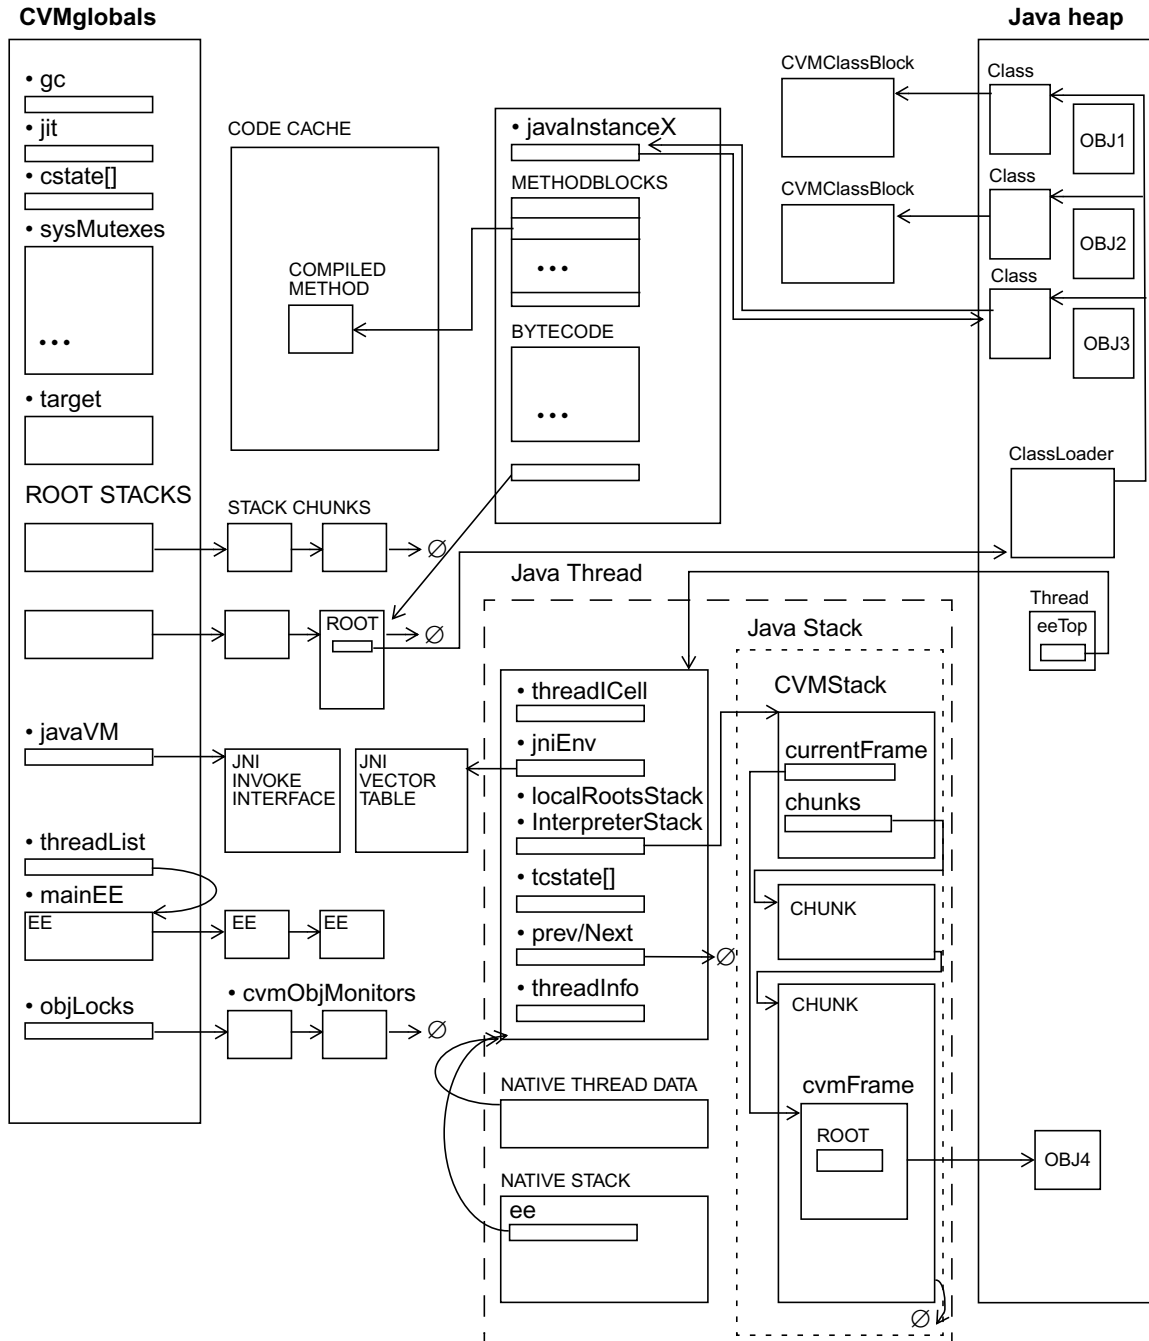 CVMglobals
• gc
• jit
• cstate[]
• sysMutexes
...
• target
ROOT STACKS
• javaVM
• threadList
• mainEE
EE
• objLocks
CODE CACHE
COMPILED
METHOD
STACK CHUNKS
∅
ROOT
∅
JNI
INVOKE
INTERFACE
JNI
VECTOR
TABLE
EE
EE
• cvmObjMonitors
∅
• javaInstanceX
METHODBLOCKS
...
BYTECODE
...
Java Thread
• threadICell
• jniEnv
• localRootsStack
• InterpreterStack
• tcstate[]
• prev/Next
∅
• threadInfo
NATIVE THREAD DATA
NATIVE STACK
ee
Java Stack
CVMStack
currentFrame
chunks
CHUNK
CHUNK
cvmFrame
ROOT
∅
CVMClassBlock
CVMClassBlock
Java heap
Class
OBJ1
Class
OBJ2
Class
OBJ3
ClassLoader
Thread
eeTop
OBJ4